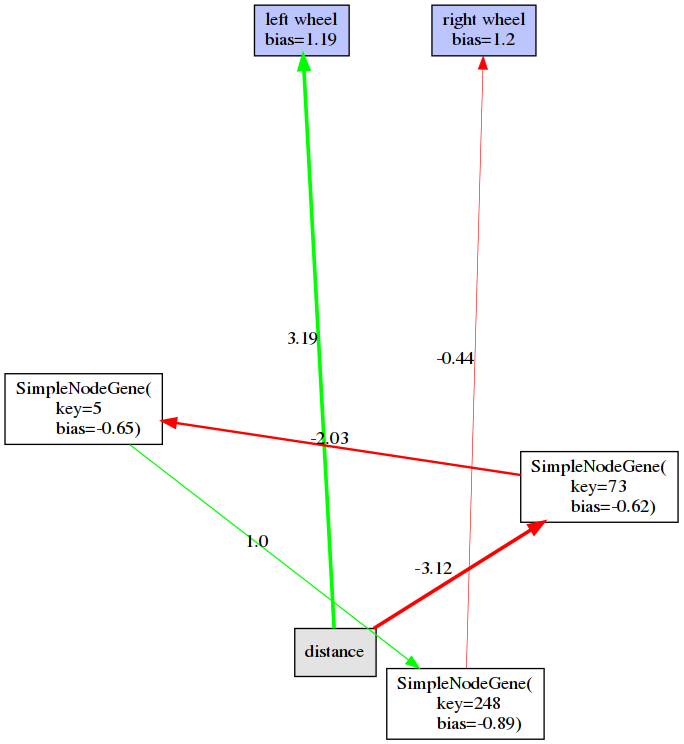 left wheel
bias=1.19
right wheel
bias=1.2
3.19
-0.44
SimpleNodeGene(
key=5
bias=-0.65)
-2.03
SimpleNodeGene(
key=73
bias=-0.62)
1.0
-3.12
distance
SimpleNodeGene(
key=248
bias=-0.89)